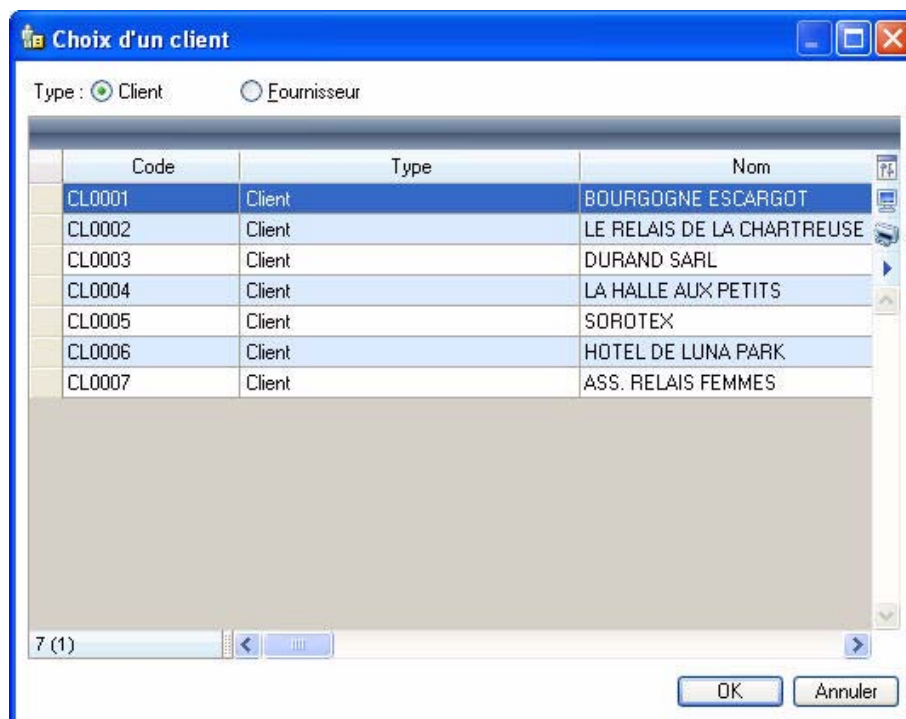 Choix d'un client
Type : Client Fournisseur
Code Type Nom
CL0001 Client BOURGOGNE ESCARGOT
CL0002 Client LE RELAIS DE LA CHARTREUSE
CL0003 Client DURAND SARL
CL0004 Client LA HALLE AUX PETITS
CL0005 Client SOROTEX
CL0006 Client HOTEL DE LUNA PARK
CL0007 Client ASS. RELAIS FEMMES
7 (1)
OK Annuler